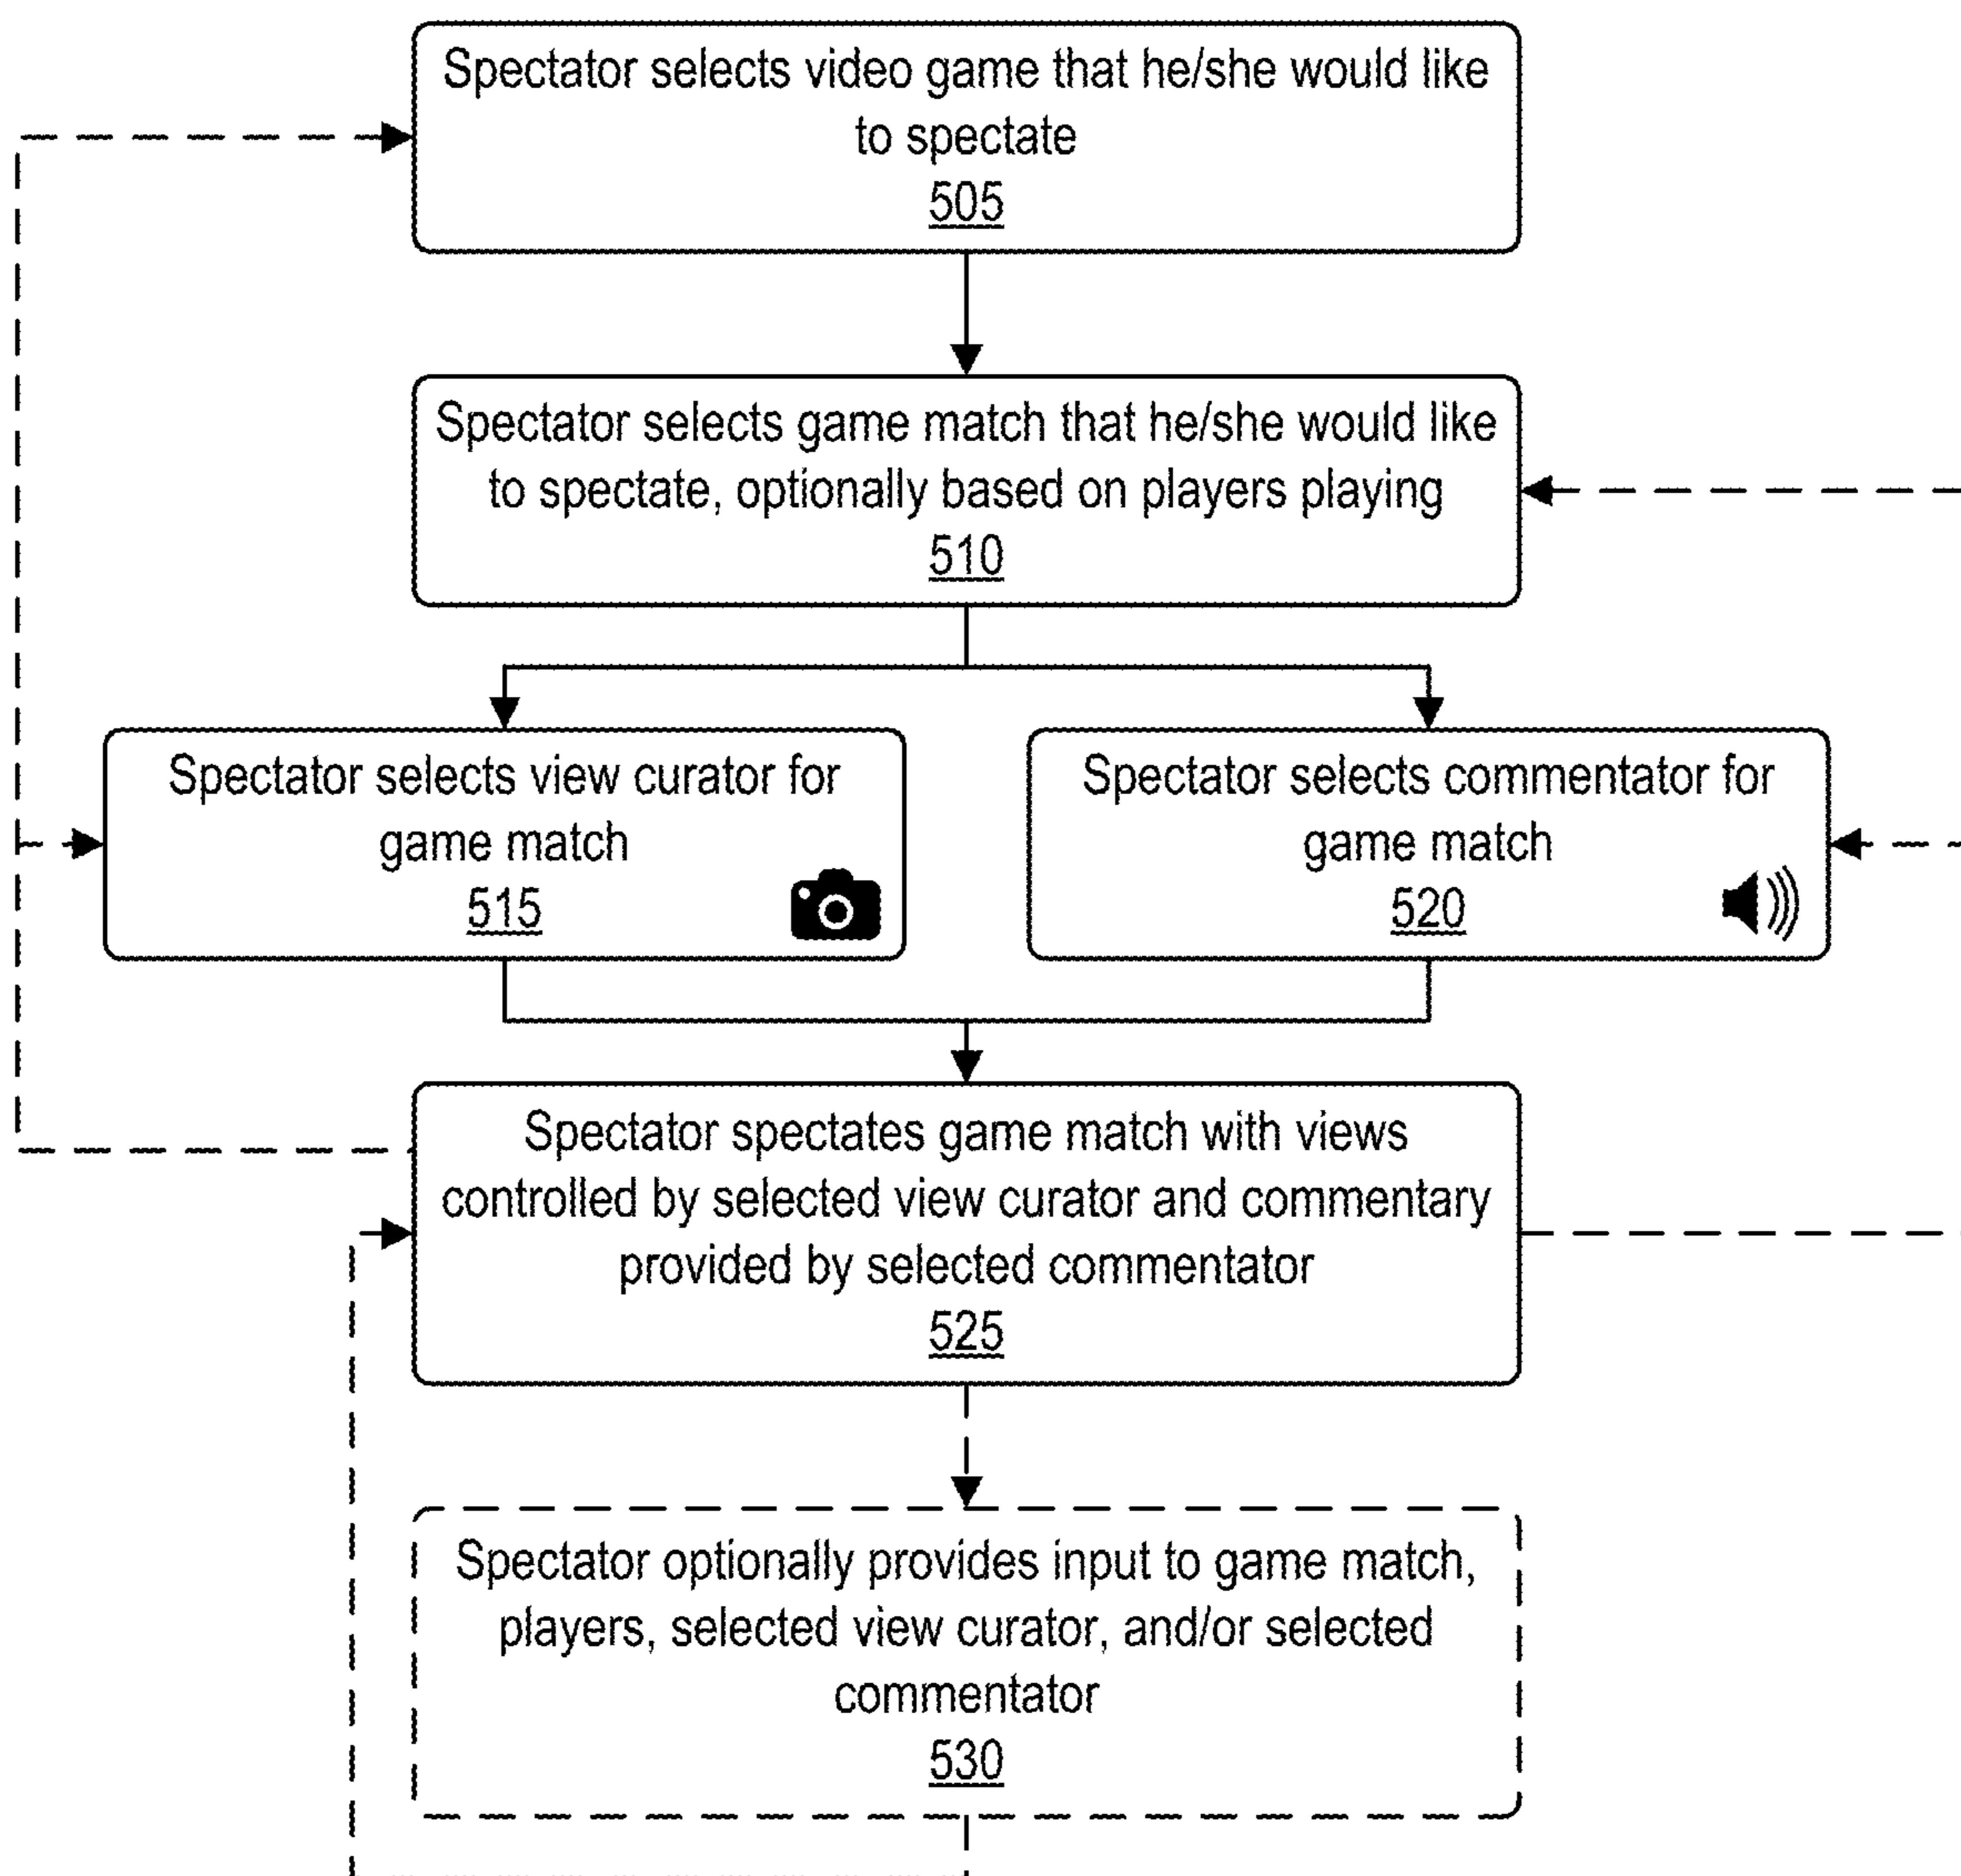 Spectator selects video game that he/she would like
to spectate
505
Spectator selects game match that he/she would like
to spectate, optionally based on players playing
510
Spectator selects view curator for
game match
515
Spectator selects commentator for
game match
520
Spectator spectates game match with views
controlled by selected view curator and commentary
provided by selected commentator
525
Spectator optionally provides input to game match,
players, selected view curator, and/or selected
commentator
530